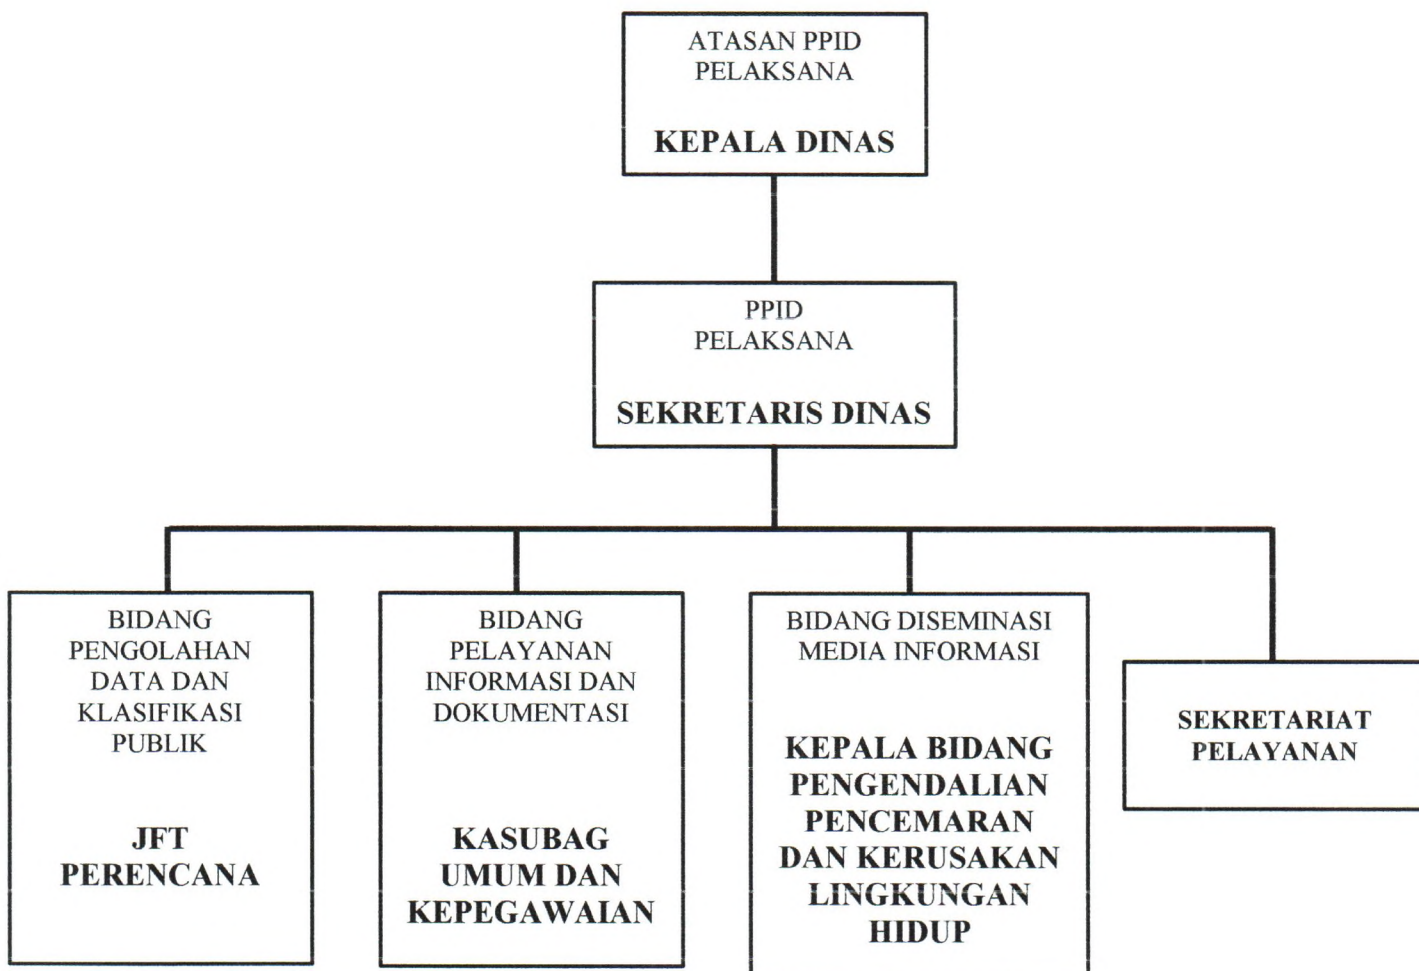 ATASAN PPID
PELAKSANA
KEPALA DINAS
PPID
PELAKSANA
SEKRETARIS DINAS
BIDANG
PENGOLAHAN
DATA DAN
KLASIFIKASI
PUBLIK
JFT
PERENCANA
BIDANG
PELAYANAN
INFORMASI DAN
DOKUMENTASI
KASUBAG
UMUM DAN
KEPEGAWAIAN
BIDANG DISEMINASI
MEDIA INFORMASI
KEPALA BIDANG
PENGENDALIAN
PENCEMARAN
DAN KERUSAKAN
LINGKUNGAN
HIDUP
SEKRETARIAT
PELAYANAN